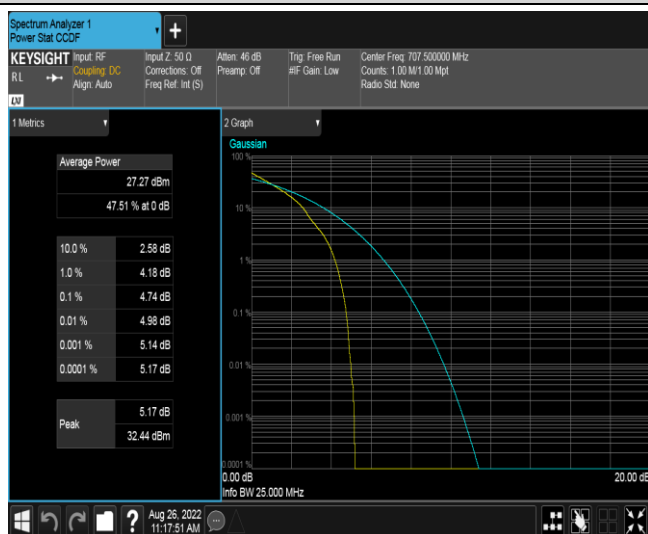 Spectrum Analyzer 1
Power Stat CCDF
+
KEYSIGHT
RL
LXI
Input: RF
Coupling: DC
Align: Auto
Input Z: 50 Ω
Corrections: Off
Freq Ref: Int (S)
Atten: 46 dB
Preamp: Off
Trig: Free Run
#IF Gain: Low
Center Freq: 707.500000 MHz
Counts: 1.00 M/1.00 Mpt
Radio Std: None
1 Metrics
Average Power
27.27 dBm
47.51 % at 0 dB
10.0 % 2.58 dB
1.0 % 4.18 dB
0.1 % 4.74 dB
0.01 % 4.98 dB
0.001 % 5.14 dB
0.0001 % 5.17 dB
Peak
5.17 dB
32.44 dBm
2 Graph
Gaussian
100 %
10 %
1 %
0.1 %
0.01 %
0.001 %
0.0001 %
0.00 dB
20.00 dB
Info BW 25.000 MHz
?
Aug 26, 2022
11:17:51 AM